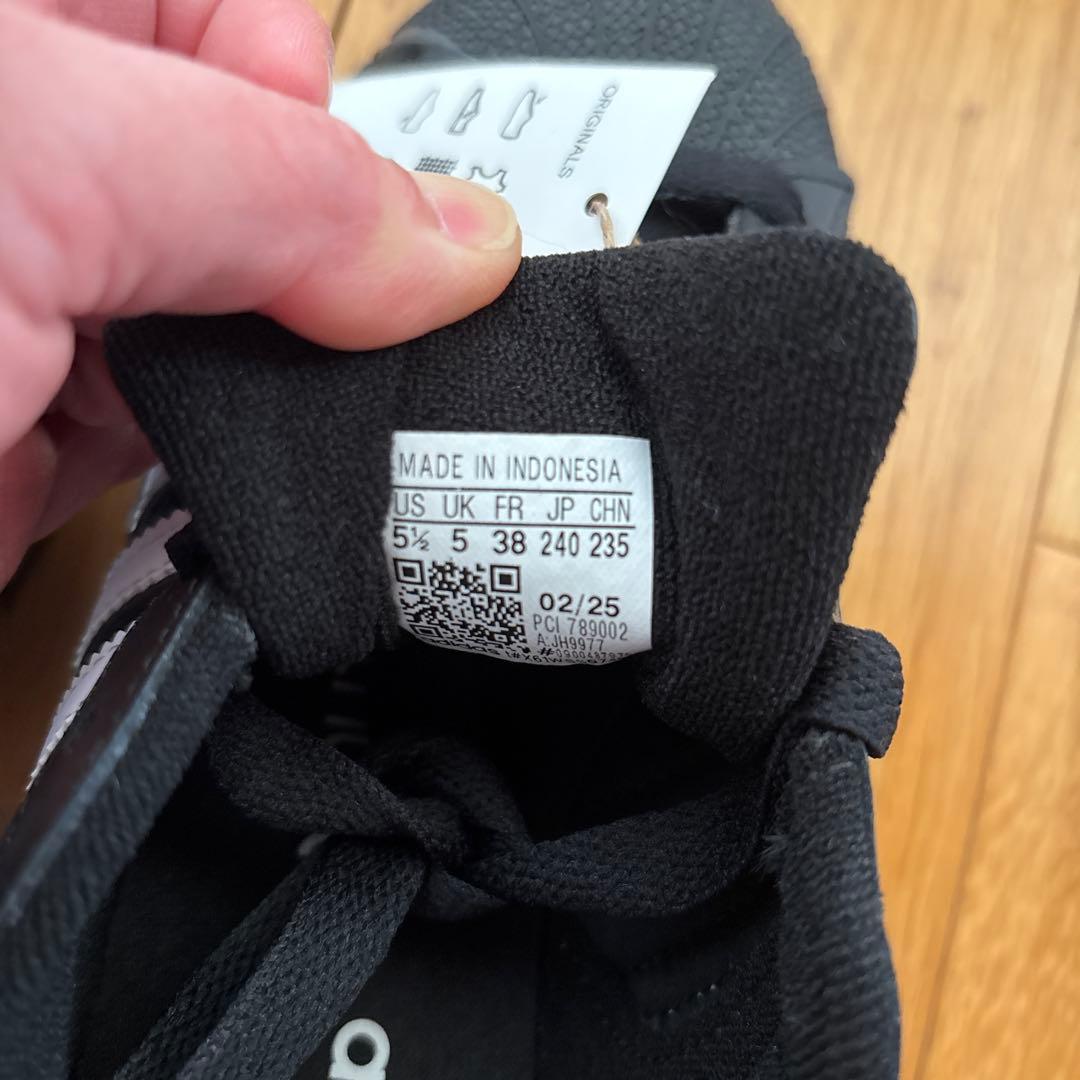 ORIGINALS
MADE IN INDONESIA
US UK FR JP CHN
5½ 5 38 240 235
02/25
PCI 789002
A:JH9977